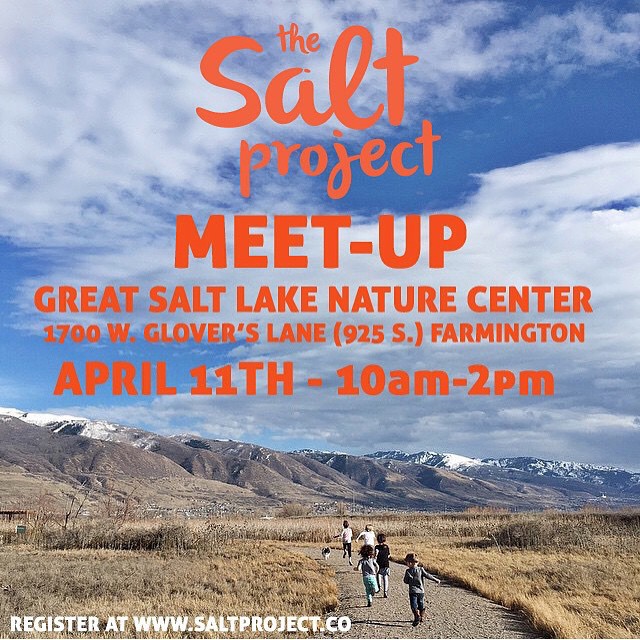 the
Salt
project
MEET-UP
GREAT SALT LAKE NATURE CENTER
1700 W. GLOVER'S LANE (925 S.) FARMINGTON
APRIL 11TH - 10am-2pm
REGISTER AT WWW.SALTPROJECT.CO